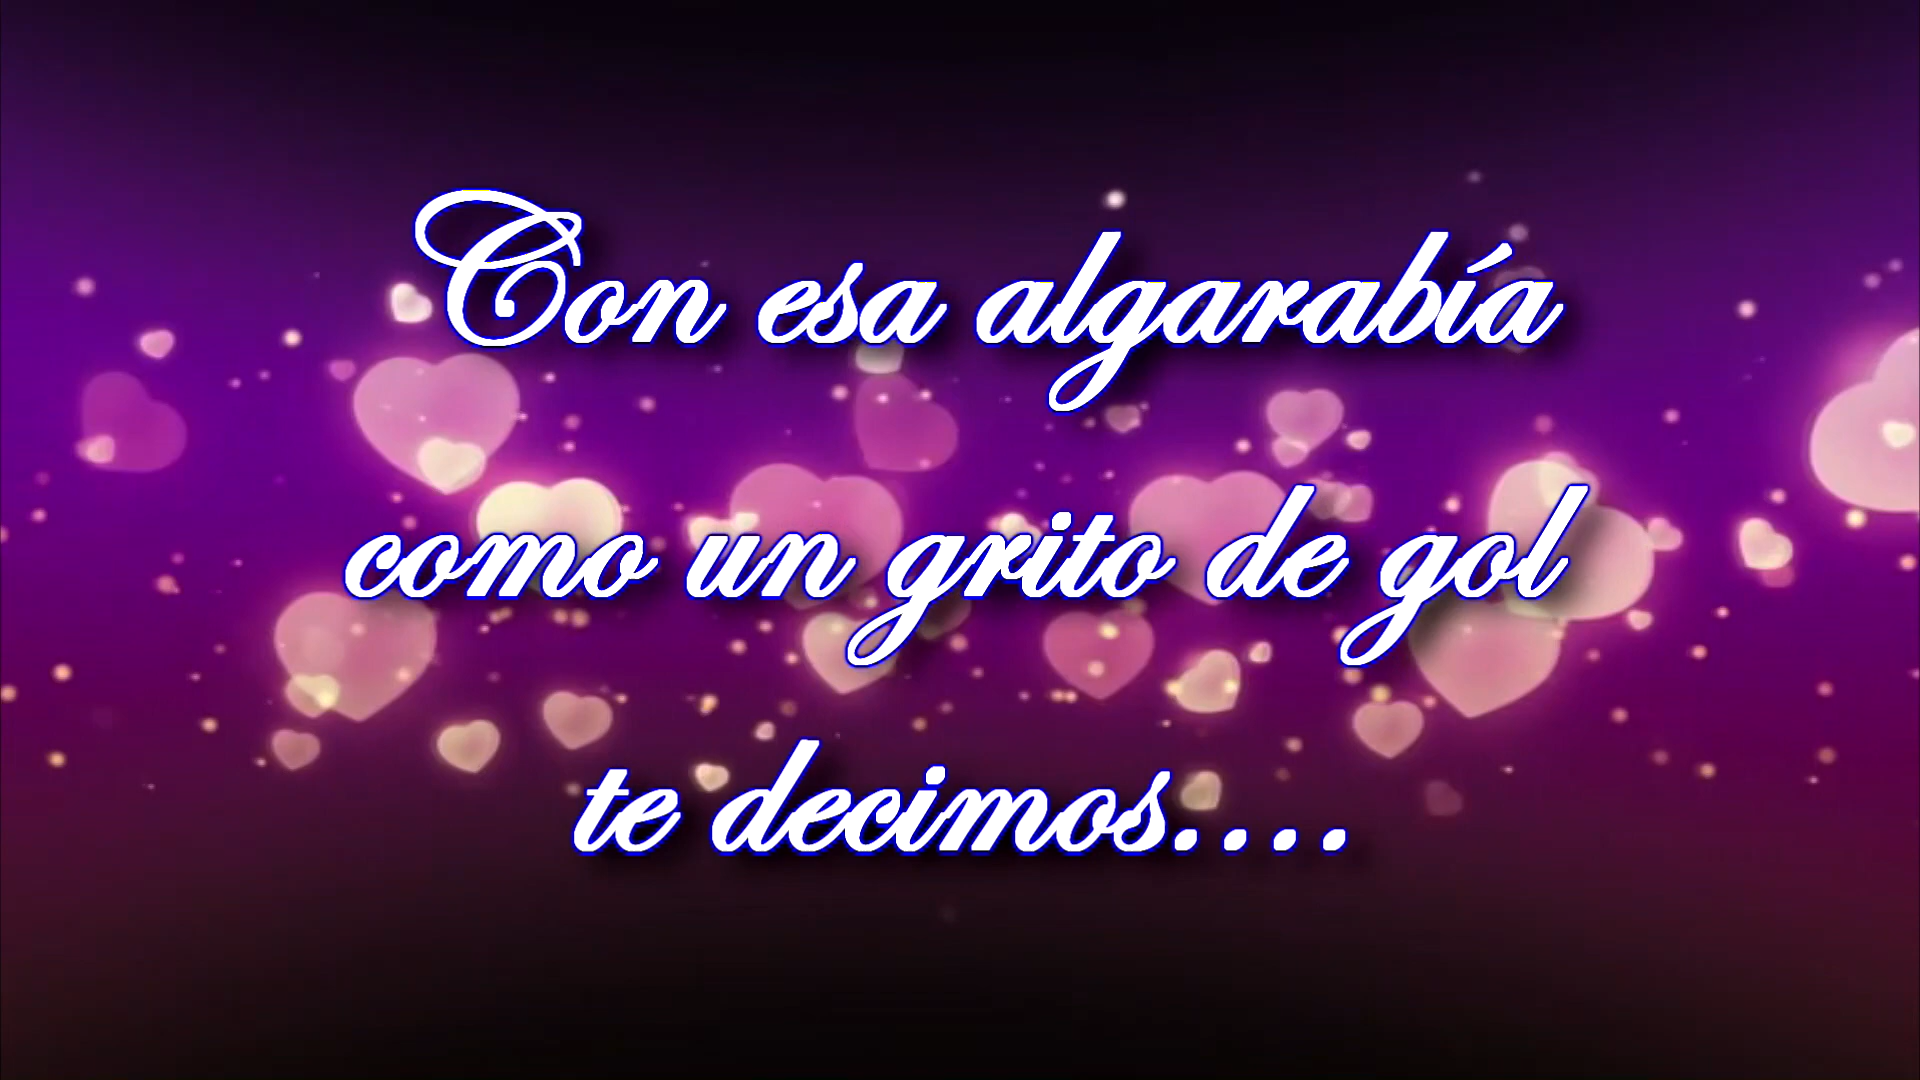 Con esa algarabía
como un grito de gol
te decimos....